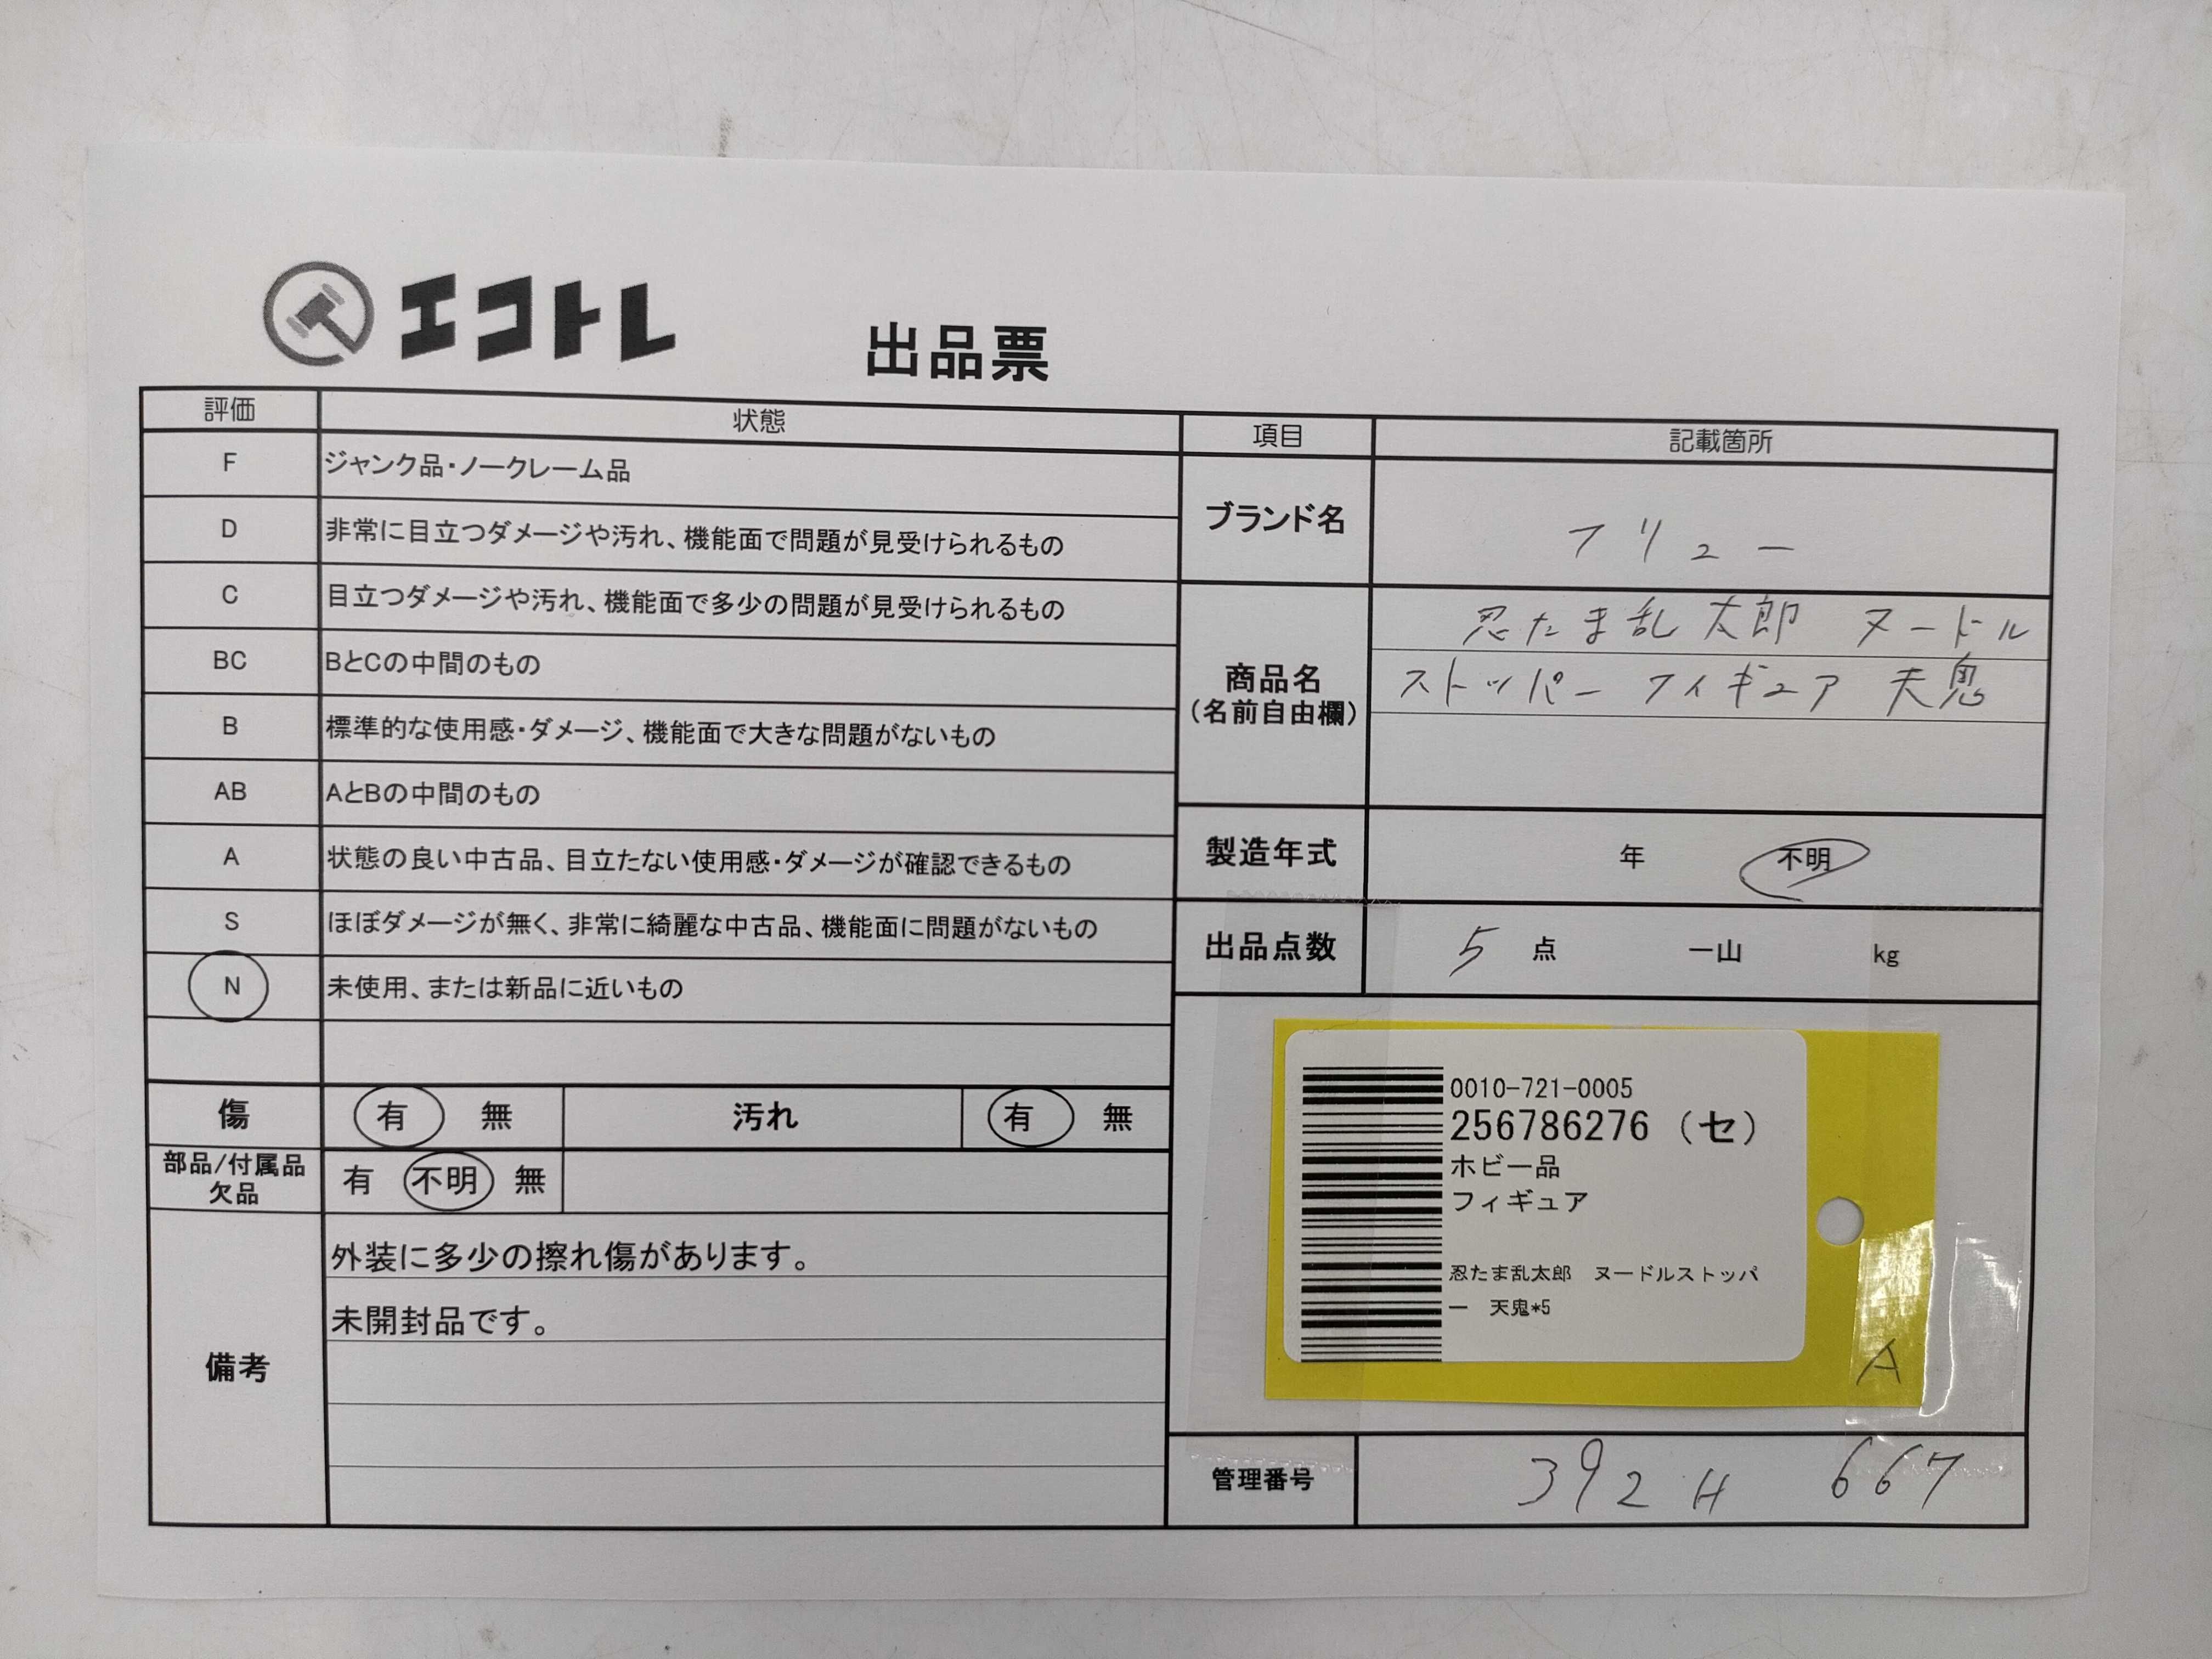 エコトレ
出品票
評価 状態
F ジャンク品・ノークレーム品
D 非常に目立つダメージや汚れ、機能面で問題が見受けられるもの
C 目立つダメージや汚れ、機能面で多少の問題が見受けられるもの
BC BとCの中間のもの
B 標準的な使用感・ダメージ、機能面で大きな問題がないもの
AB AとBの中間のもの
A 状態の良い中古品、目立たない使用感・ダメージが確認できるもの
S ほぼダメージが無く、非常に綺麗な中古品、機能面に問題がないもの
N 未使用、または新品に近いもの
傷 有 無 汚れ 有 無
部品/付属品
欠品 有 不明 無
備考
外装に多少の擦れ傷があります。
未開封品です。
項目 記載箇所
ブランド名 フリュー
商品名
(名前自由欄)
忍たま乱太郎 ヌードル
ストッパー フィギュア 天鬼
製造年式 年 不明
出品点数 5 点 一山 kg
0010-721-0005
256786276 (セ)
ホビー品
フィギュア
忍たま乱太郎 ヌードルストッパ
ー 天鬼*5
A
管理番号 392H 667